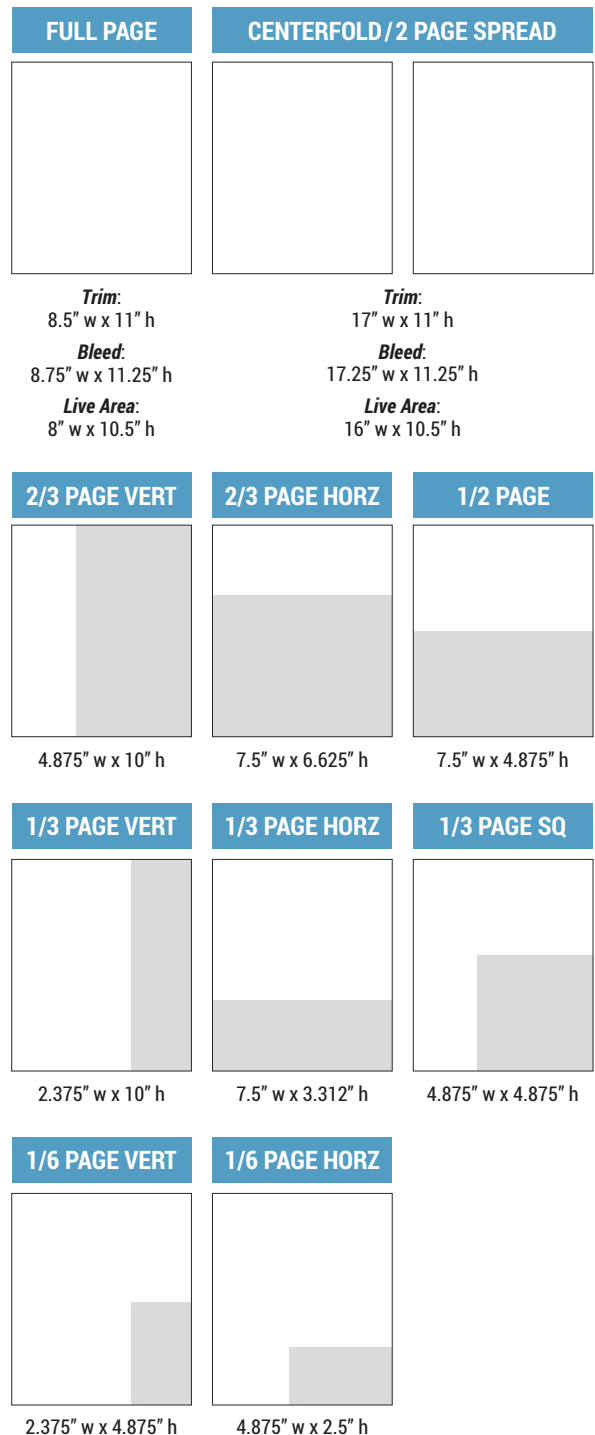 FULL PAGE
CENTERFOLD / 2 PAGE SPREAD
Trim:
8.5” w x 11” h
Bleed:
8.75” w x 11.25” h
Live Area:
8” w x 10.5” h
Trim:
17” w x 11” h
Bleed:
17.25” w x 11.25” h
Live Area:
16” w x 10.5” h
2/3 PAGE VERT
2/3 PAGE HORZ
1/2 PAGE
4.875” w x 10” h
7.5” w x 6.625” h
7.5” w x 4.875” h
1/3 PAGE VERT
1/3 PAGE HORZ
1/3 PAGE SQ
2.375” w x 10” h
7.5” w x 3.312” h
4.875” w x 4.875” h
1/6 PAGE VERT
1/6 PAGE HORZ
2.375” w x 4.875” h
4.875” w x 2.5” h